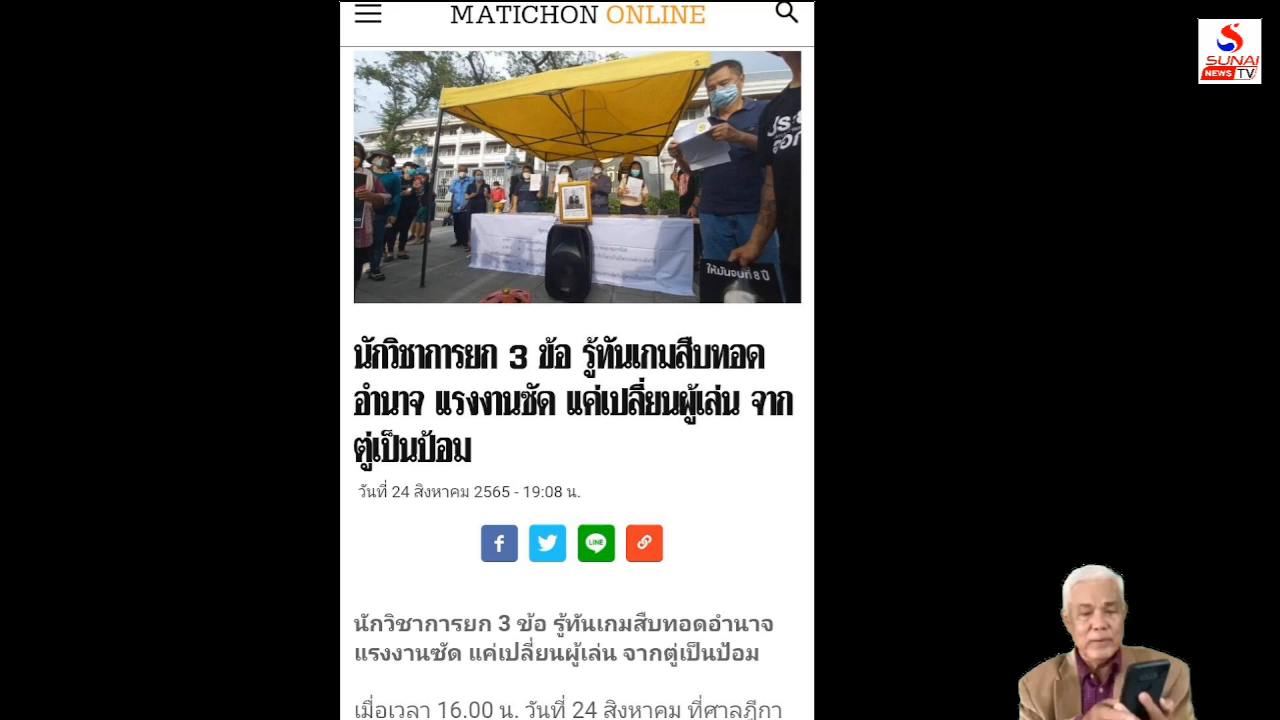 MATICHON ONLINE
SUNAI
NEWS TV
ให้มันจบที่ 8 ปี
นักวิชาการยก 3 ข้อ รู้ทันเกมสืบทอด
อำนาจ แรงงานซัด แค่เปลี่ยนผู้เล่น จาก
ตู่เป็นป้อม
วันที่ 24 สิงหาคม 2565 - 19:08 น.
f
LINE
นักวิชาการยก 3 ข้อ รู้ทันเกมสืบทอดอำนาจ
แรงงานซัด แค่เปลี่ยนผู้เล่น จากตู่เป็นป้อม
เมื่อเวลา 16.00 น. วันที่ 24 สิงหาคม ที่ศาลฎีกา